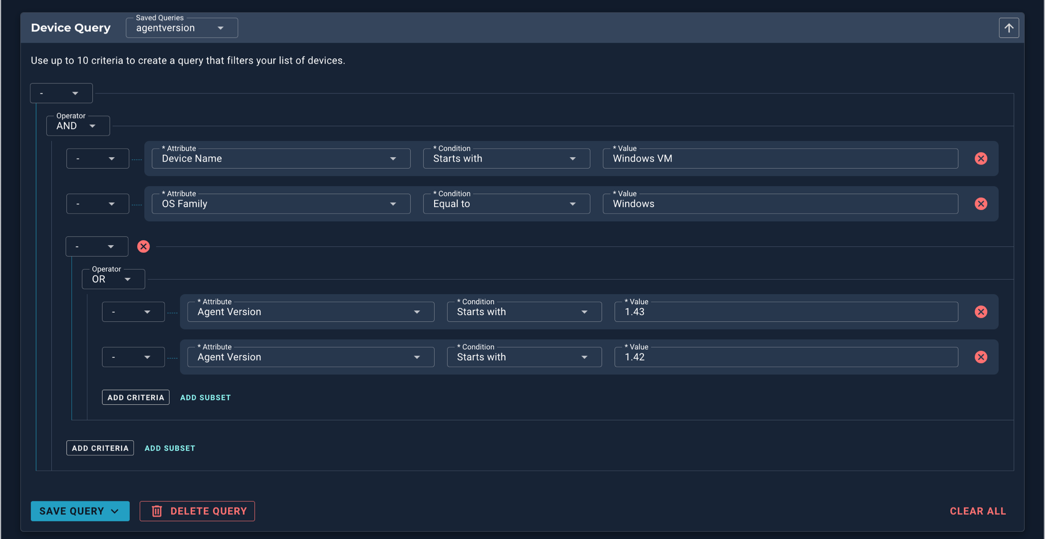 Device Query
Saved Queries
agentversion
Use up to 10 criteria to create a query that filters your list of devices.
-
Operator
AND
- * Attribute Device Name * Condition Starts with * Value Windows VM
- * Attribute OS Family * Condition Equal to * Value Windows
-
Operator
OR
- * Attribute Agent Version * Condition Starts with * Value 1.43
- * Attribute Agent Version * Condition Starts with * Value 1.42
ADD CRITERIA ADD SUBSET
ADD CRITERIA ADD SUBSET
SAVE QUERY DELETE QUERY CLEAR ALL